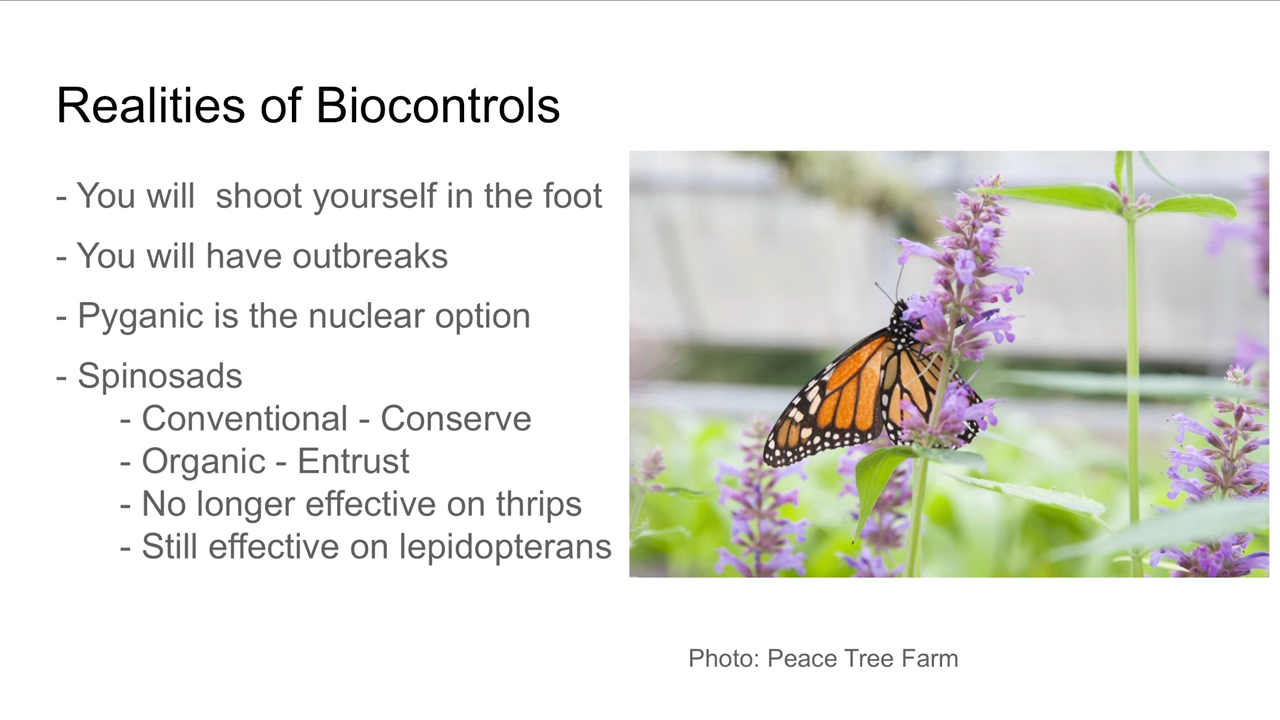 Realities of Biocontrols
- You will  shoot yourself in the foot
- You will have outbreaks
- Pyganic is the nuclear option
- Spinosads
- Conventional - Conserve
- Organic - Entrust
- No longer effective on thrips
- Still effective on lepidopterans
Photo: Peace Tree Farm